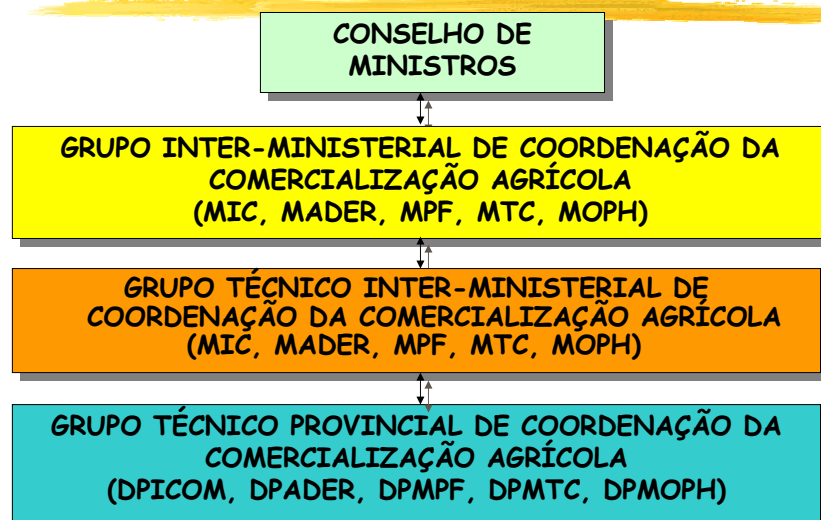 CONSELHO DE
MINISTROS
GRUPO INTER-MINISTERIAL DE COORDENAÇÃO DA
COMERCIALIZAÇÃO AGRÍCOLA
(MIC, MADER, MPF, MTC, MOPH)
GRUPO TÉCNICO INTER-MINISTERIAL DE
COORDENAÇÃO DA COMERCIALIZAÇÃO AGRÍCOLA
(MIC, MADER, MPF, MTC, MOPH)
GRUPO TÉCNICO PROVINCIAL DE COORDENAÇÃO DA
COMERCIALIZAÇÃO AGRÍCOLA
(DPICOM, DPADER, DPMPF, DPMTC, DPMOPH)